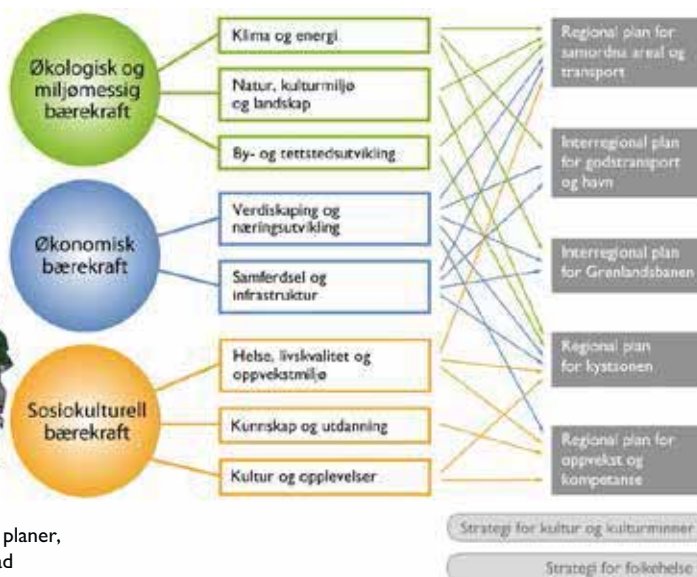 Økologisk og
miljømessig
bærekraft
Klima og energi
Natur, kulturmiljø
og landskap
By- og tettstedsutvikling
Økonomisk
bærekraft
Verdiskaping og
næringsutvikling
Samferdsel og
infrastruktur
Sosiokulturell
bærekraft
Helse, livskvalitet og
oppvekstmiljø
Kunnskap og utdanning
Kultur og opplevelser
Regional plan for
samordna areal og
transport
Interregional plan
for godstransport
og havn
Interregional plan
for Grenlandsbanen
Regional plan
for kystsonen
Regional plan for
oppvekst og
kompetanse
Strategi for kultur og kulturminner
Strategi for folkehelse
planer,